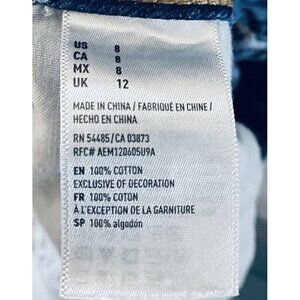 US 8
CA 8
MX 8
UK 12
MADE IN CHINA / FABRIQUÉ EN CHINE /
HECHO EN CHINA
RN 54485/CA 03873
RFC# AEM120605U9A
EN 100% COTTON
EXCLUSIVE OF DECORATION
FR 100% COTON
À L'EXCEPTION DE LA GARNITURE
SP 100% algodón